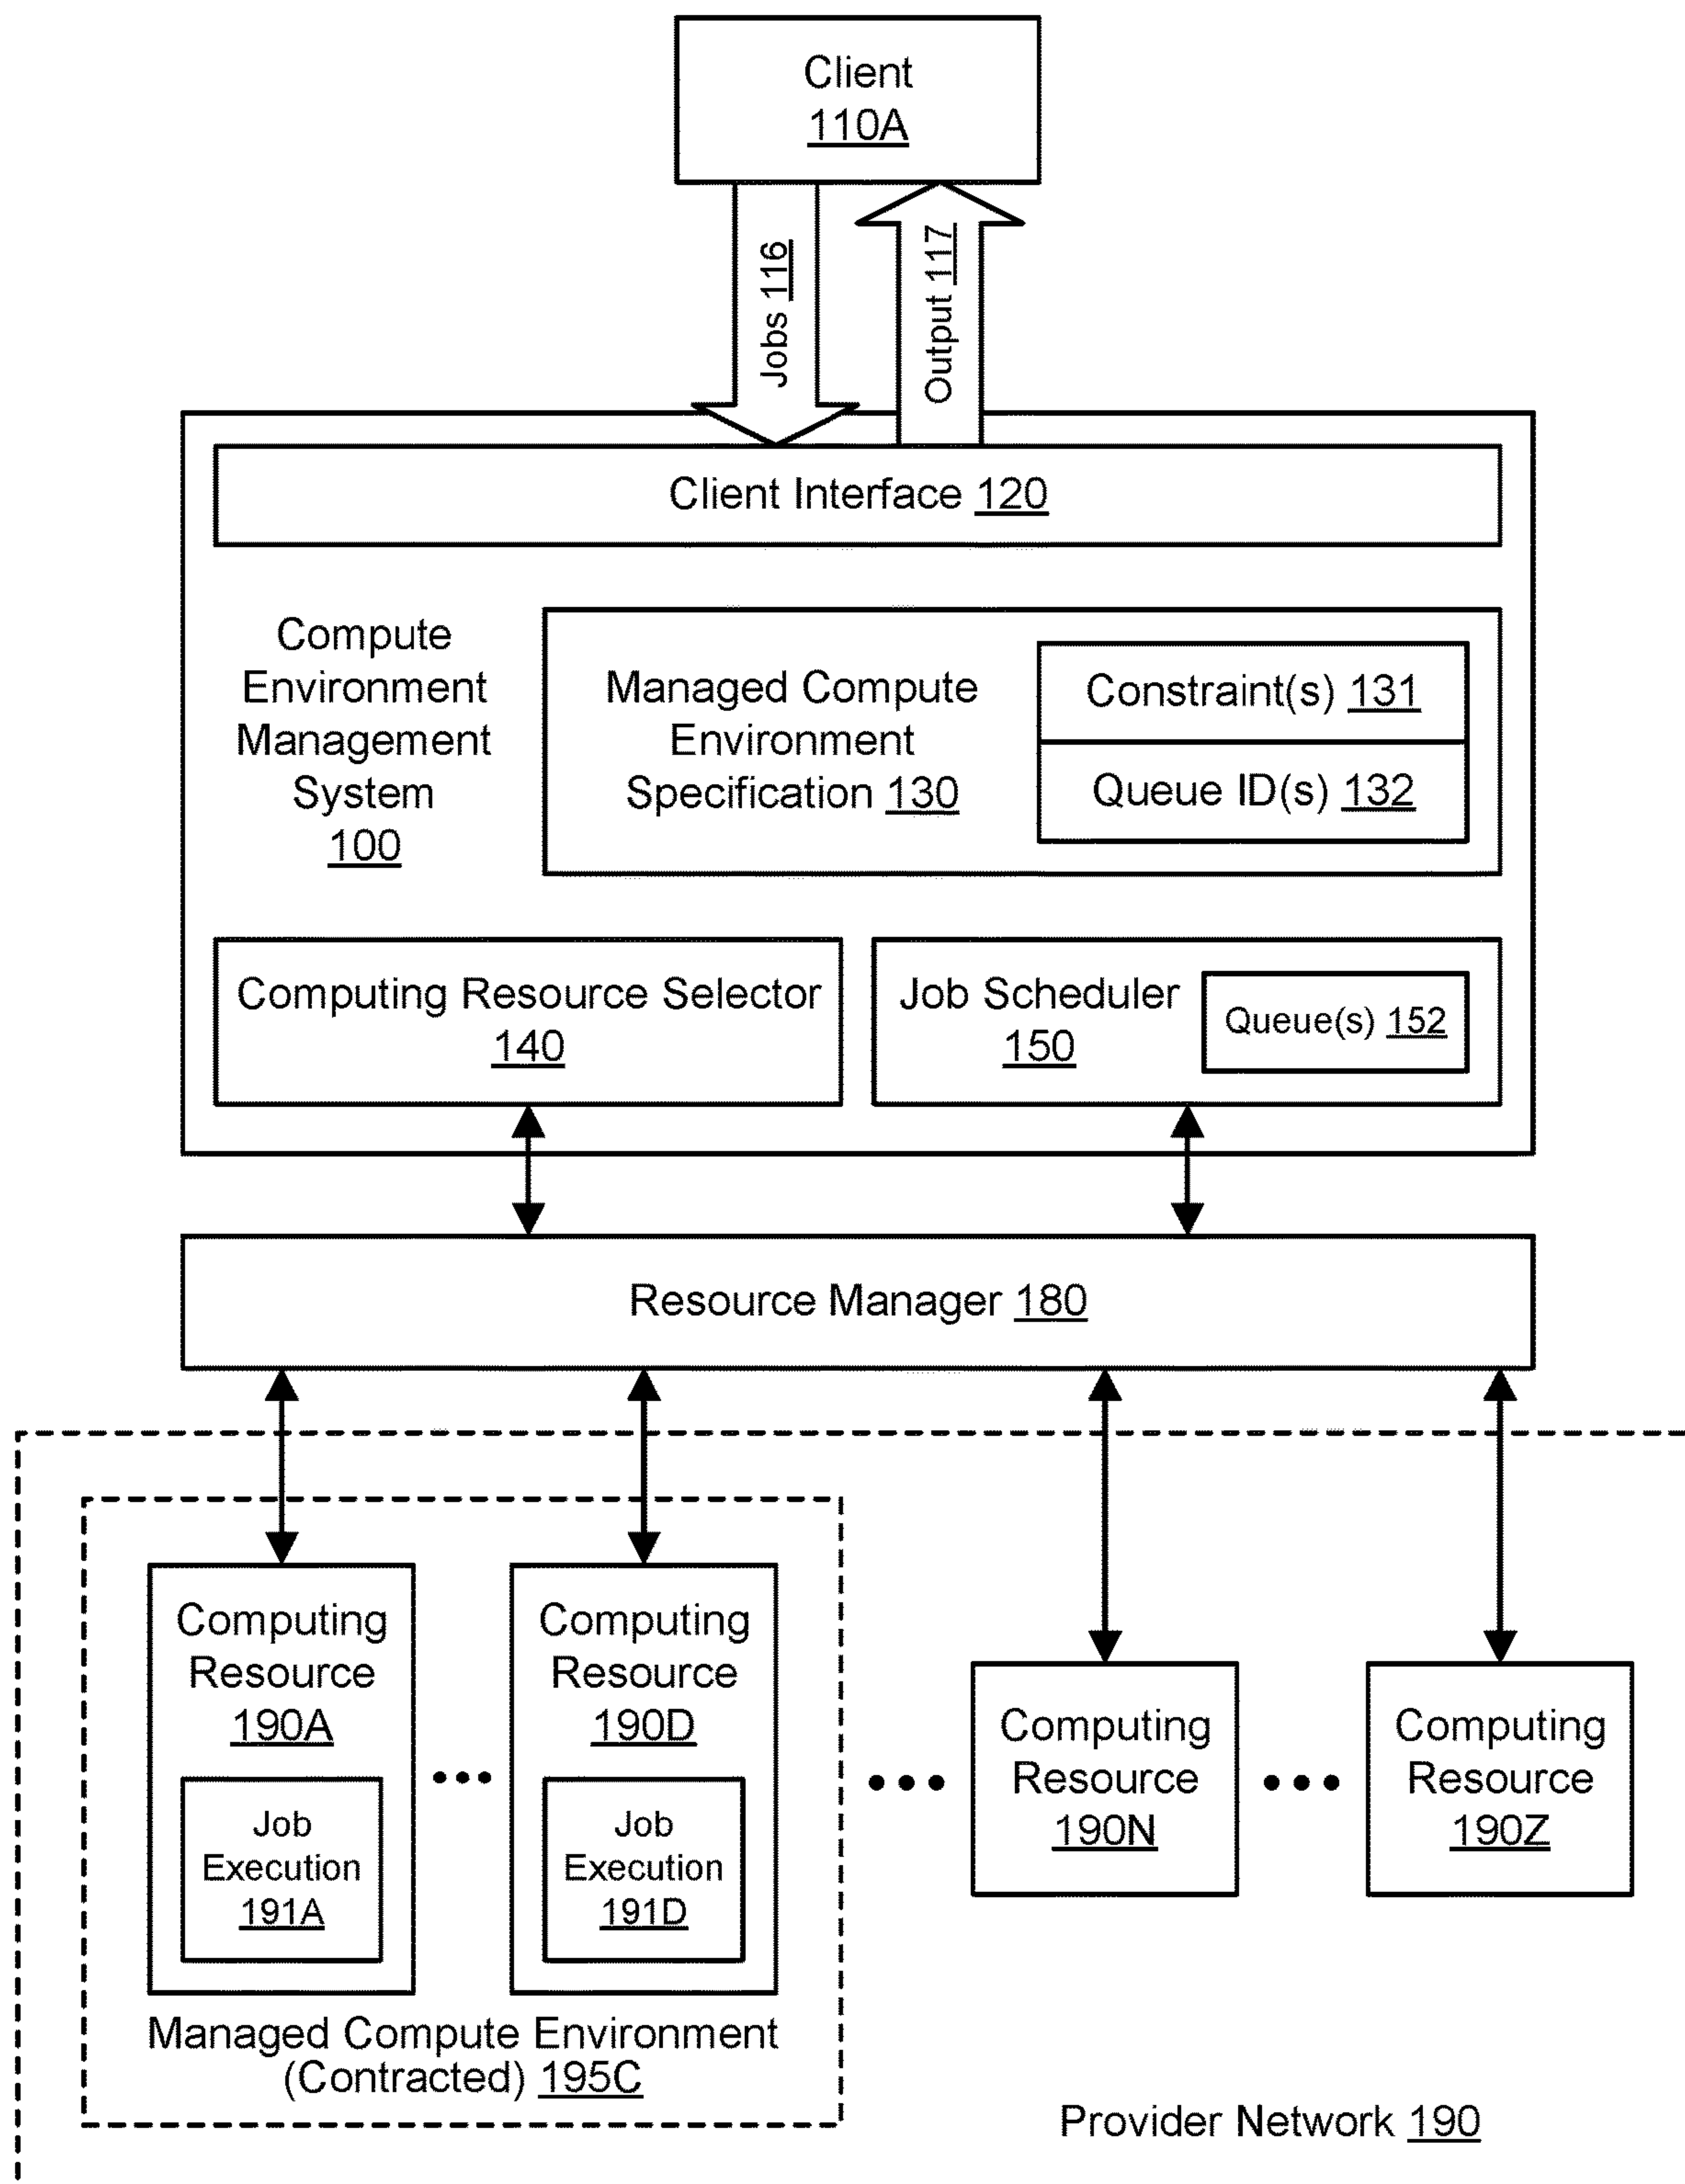 Client
110A
Jobs 116
Output 117
Client Interface 120
Compute
Environment
Management
System
100
Managed Compute
Environment
Specification 130
Constraint(s) 131
Queue ID(s) 132
Computing Resource Selector
140
Job Scheduler
150
Queue(s) 152
Resource Manager 180
Computing
Resource
190A
Job
Execution
191A
Computing
Resource
190D
Job
Execution
191D
Computing
Resource
190N
Computing
Resource
190Z
Managed Compute Environment
(Contracted) 195C
Provider Network 190